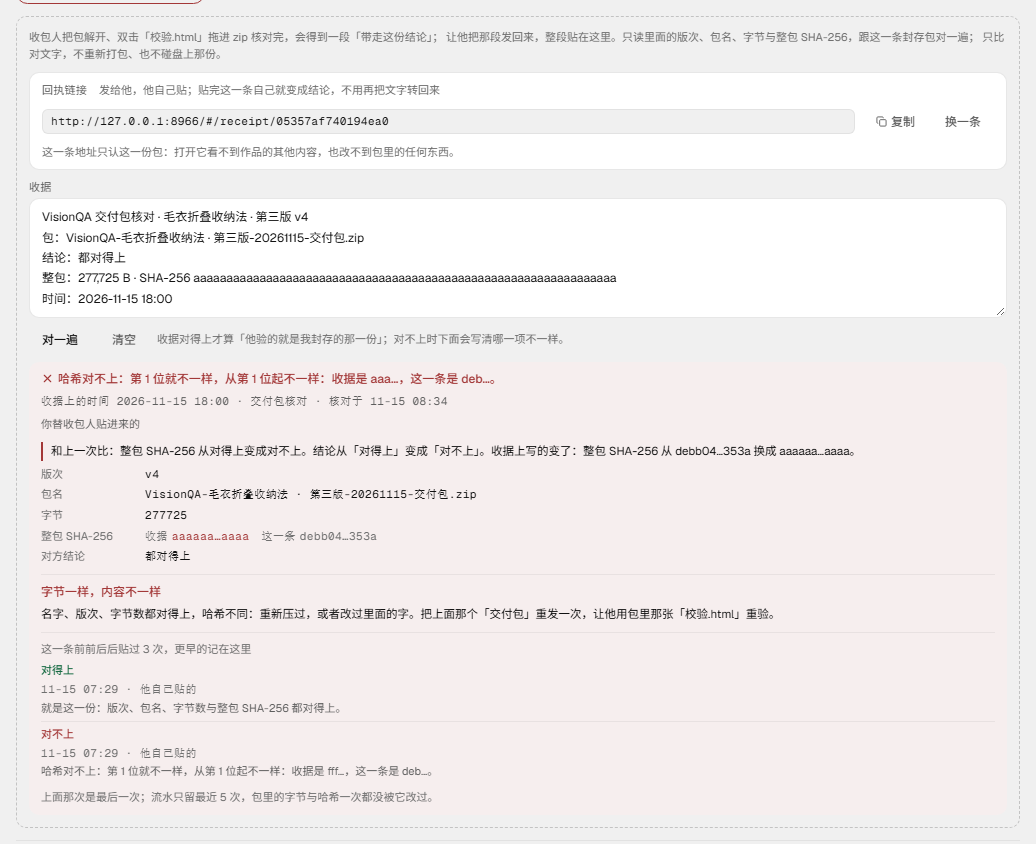 收包人把包解开、双击「校验.html」拖进 zip 核对完，会得到一段「带走这份结论」；让他把那段发回来，整段贴在这里。只读里面的版次、包名、字节与整包 SHA-256，跟这一条封存包对一遍；只比
对文字，不重新打包、也不碰盘上那份。
回执链接 发给他，他自己贴；贴完这一条自己就变成结论，不用再把文字转回来
http://127.0.0.1:8966/#/receipt/05357af740194ea0 复制 换一条
这一条地址只认这一份包：打开它看不到作品的其他内容，也改不到包里的任何东西。
收据
VisionQA 交付包核对 · 毛衣折叠收纳法 · 第三版 v4
包：VisionQA-毛衣折叠收纳法 · 第三版-20261115-交付包.zip
结论：都对得上
整包：277,725 B · SHA-256 aaaaaaaaaaaaaaaaaaaaaaaaaaaaaaaaaaaaaaaaaaaaaaaaaaaaaaaaaaaaaaaa
时间：2026-11-15 18:00
对一遍 清空 收据对得上才算「他验的就是我封存的那一份」；对不上时下面会写清哪一项不一样。
× 哈希对不上：第 1 位就不一样，从第 1 位起不一样：收据是 aaa…，这一条是 deb…。
收据上的时间 2026-11-15 18:00 · 交付包核对 · 核对于 11-15 08:34
你替收包人贴进来的
和上一次比：整包 SHA-256 从对得上变成对不上。结论从「对得上」变成「对不上」。收据上写的变了：整包 SHA-256 从 debb04…353a 换成 aaaaaa…aaaa。
版次 v4
包名 VisionQA-毛衣折叠收纳法 · 第三版-20261115-交付包.zip
字节 277725
整包 SHA-256 收据 aaaaaa…aaaa 这一条 debb04…353a
对方结论 都对得上
字节一样，内容不一样
名字、版次、字节数都对得上，哈希不同：重新压过，或者改过里面的字。把上面那个「交付包」重发一次，让他用包里那张「校验.html」重验。
这一条前前后后贴过 3 次，更早的记在这里
对得上
11-15 07:29 · 他自己贴的
就是这一份：版次、包名、字节数与整包 SHA-256 都对得上。
对不上
11-15 07:29 · 他自己贴的
哈希对不上：第 1 位就不一样，从第 1 位起不一样：收据是 fff…，这一条是 deb…。
上面那次是最后一次；流水只留最近 5 次，包里的字节与哈希一次都没被它改过。